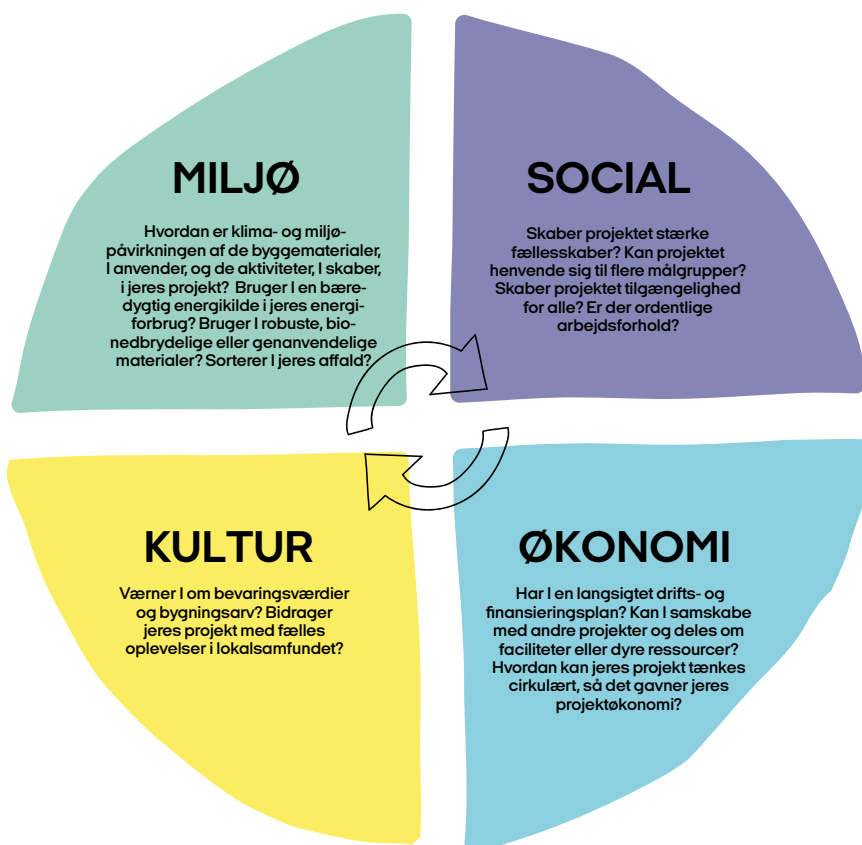 MILJØ
Hvordan er klima- og miljø-
påvirkningen af de byggematerialer,
I anvender, og de aktiviteter, I skaber,
i jeres projekt? Bruger I en bære-
dygtig energikilde i jeres energi-
forbrug? Bruger I robuste, bio-
nedbrydelige eller genanvendelige
materialer? Sorterer I jeres affald?
SOCIAL
Skaber projektet stærke
fællesskaber? Kan projektet
henvende sig til flere målgrupper?
Skaber projektet tilgængelighed
for alle? Er der ordentlige
arbejdsforhold?
KULTUR
Værner I om bevaringsværdier
og bygningsarv? Bidrager
jeres projekt med fælles
oplevelser i lokalsamfundet?
ØKONOMI
Har I en langsigtet drifts- og
finansieringsplan? Kan I samskabe
med andre projekter og deles om
faciliteter eller dyre ressourcer?
Hvordan kan jeres projekt tænkes
cirkulært, så det gavner jeres
projektøkonomi?